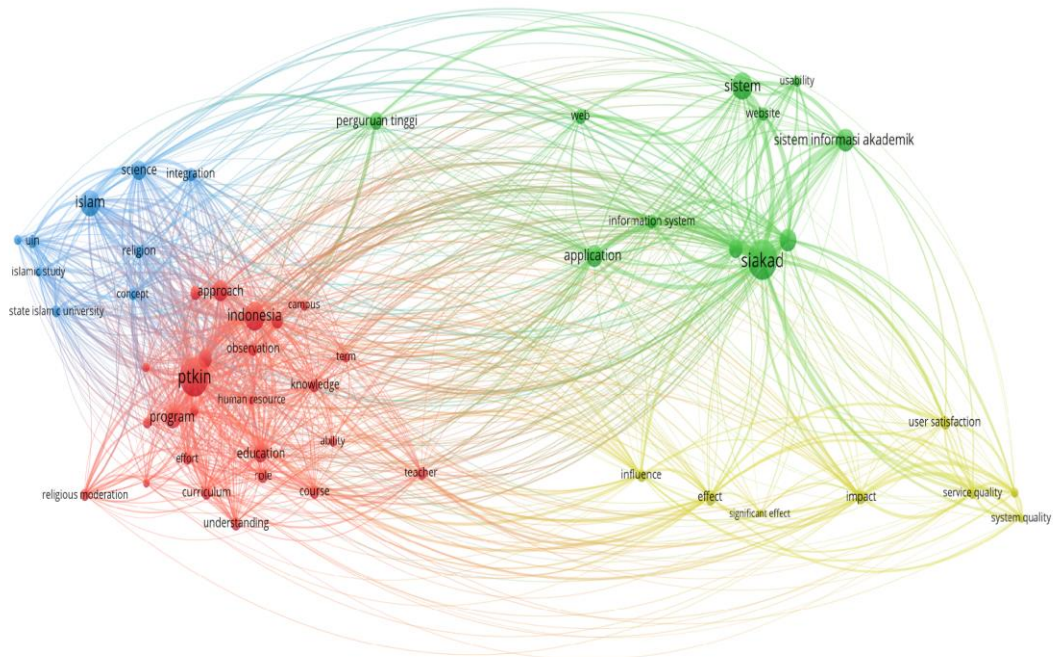 sistem
usability
website
web
perguruan tinggi
sistem informasi akademik
science
integration
islam
information system
uin
religion
application
siakad
islamic study
concept
approach
campus
state islamic university
indonesia
observation
term
ptkin
knowledge
human resource
program
user satisfaction
ability
education
effort
role
teacher
influence
religious moderation
curriculum
course
effect
impact
service quality
significant effect
system quality
understanding